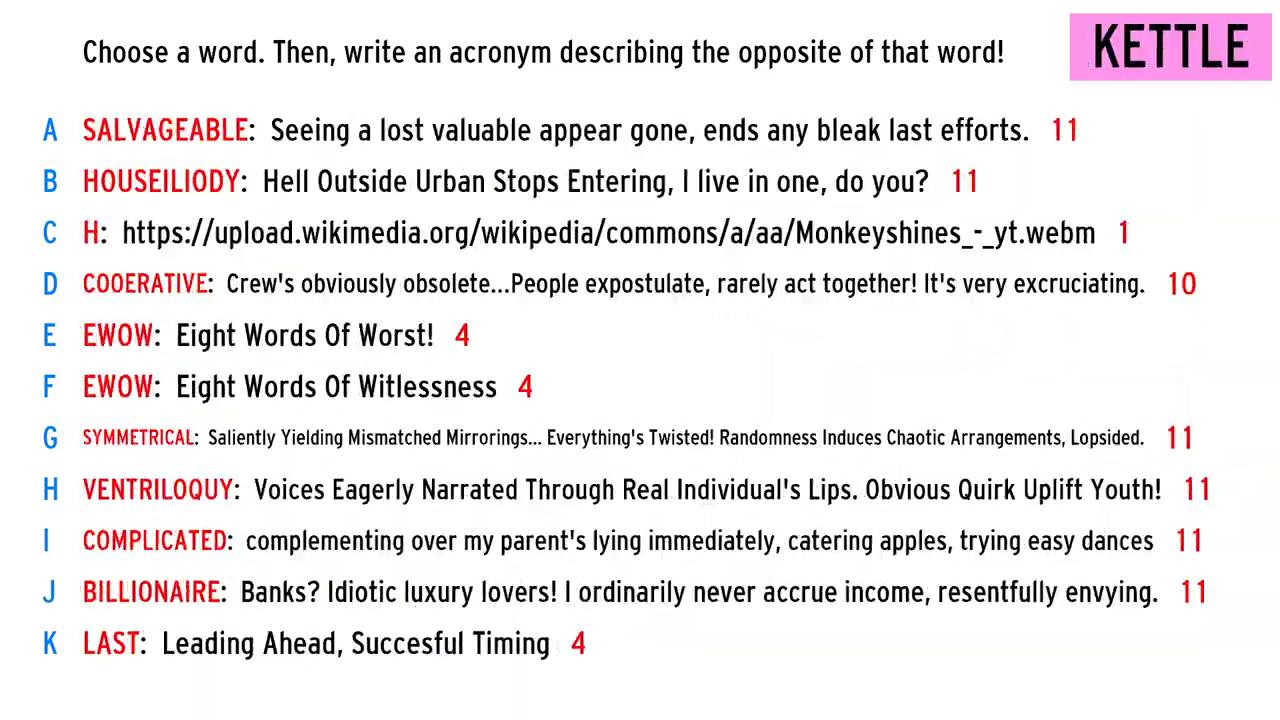 Choose a word. Then, write an acronym describing the opposite of that word!
KETTLE
A SALVAGEABLE: Seeing a lost valuable appear gone, ends any bleak last efforts. 11
B HOUSEILIODY: Hell Outside Urban Stops Entering, I live in one, do you? 11
C H: https://upload.wikimedia.org/wikipedia/commons/a/aa/Monkeyshines_-_yt.webm 1
D COOERATIVE: Crew's obviously obsolete...People expostulate, rarely act together! It's very excruciating. 10
E EWOW: Eight Words Of Worst! 4
F EWOW: Eight Words Of Witlessness 4
G SYMMETRICAL: Saliently Yielding Mismatched Mirrorings... Everything's Twisted! Randomness Induces Chaotic Arrangements, Lopsided. 11
H VENTRILOQUY: Voices Eagerly Narrated Through Real Individual's Lips. Obvious Quirk Uplift Youth! 11
I COMPLICATED: complementing over my parent's lying immediately, catering apples, trying easy dances 11
J BILLIONAIRE: Banks? Idiotic luxury lovers! I ordinarily never accrue income, resentfully envying. 11
K LAST: Leading Ahead, Succesful Timing 4